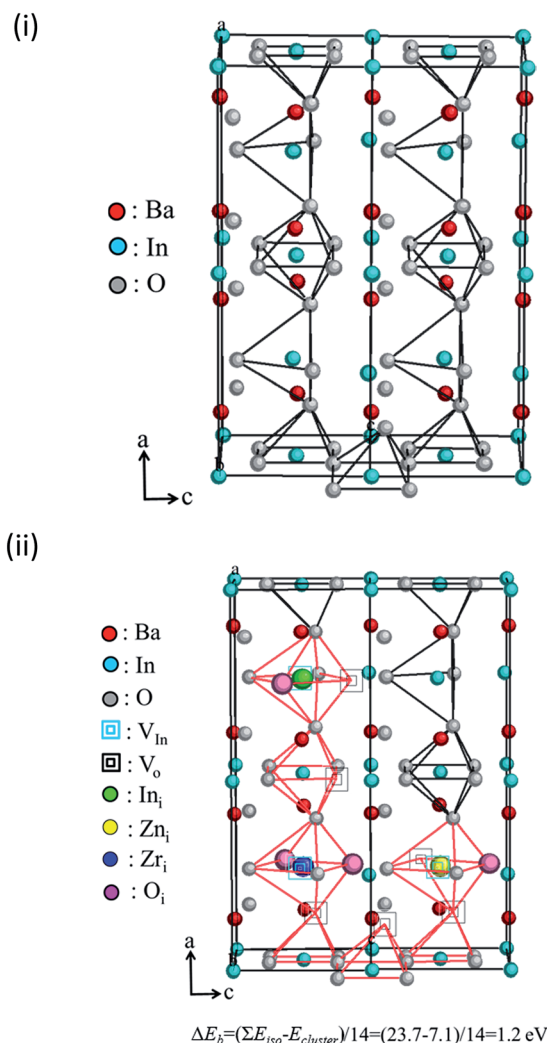 (i)
a
: Ba
: In
: O
c
b
a
c
(ii)
a
: Ba
: In
: O
: V_In
: V_o
: In_i
: Zn_i
: Zr_i
: O_i
b
a
c
ΔE_b=(ΣE_iso-E_cluster)/14=(23.7-7.1)/14=1.2 eV